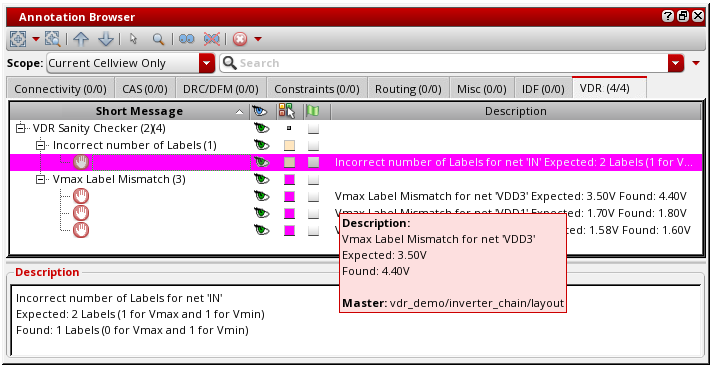 Annotation Browser
Scope: Current Cellview Only Search
Connectivity (0/0) CAS (0/0) DRC/DFM (0/0) Constraints (0/0) Routing (0/0) Misc (0/0) IDF (0/0) VDR (4/4)
Short Message Description
VDR Sanity Checker (2)(4)
Incorrect number of Labels (1)
Incorrect number of Labels for net 'IN' Expected: 2 Labels (1 for V...
Vmax Label Mismatch (3)
Vmax Label Mismatch for net 'VDD3' Expected: 3.50V Found: 4.40V
Vmax Label Mismatch for net 'VDD1' Expected: 1.70V Found: 1.80V
1.58V Found: 1.60V
Description:
Vmax Label Mismatch for net 'VDD3'
Expected: 3.50V
Found: 4.40V
Master: vdr_demo/inverter_chain/layout
Description
Incorrect number of Labels for net 'IN'
Expected: 2 Labels (1 for Vmax and 1 for Vmin)
Found: 1 Labels (0 for Vmax and 1 for Vmin)